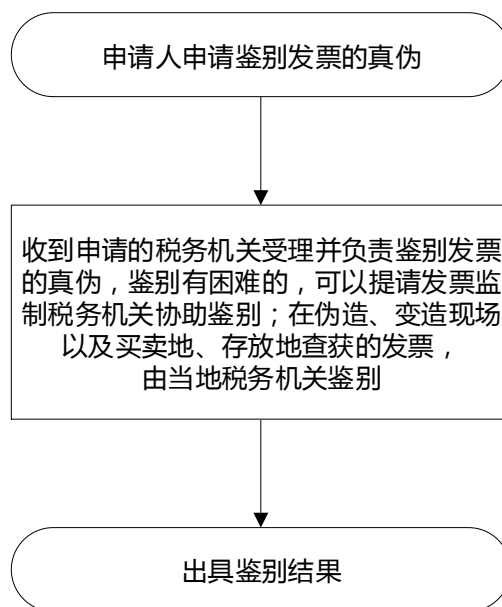 申请人申请鉴别发票的真伪
收到申请的税务机关受理并负责鉴别发票
的真伪，鉴别有困难的，可以提请发票监
制税务机关协助鉴别；在伪造、变造现场
以及买卖地、存放地查获的发票，
由当地税务机关鉴别
出具鉴别结果